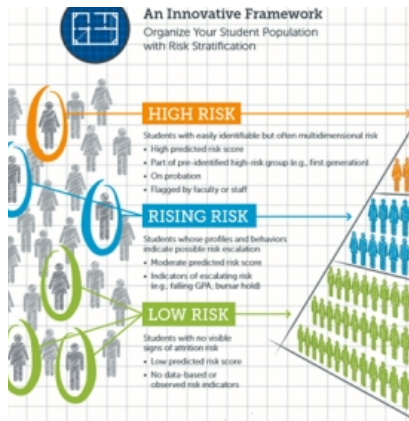 An Innovative Framework
Organize Your Student Population
with Risk Stratification
HIGH RISK
Students with easily identifiable but often multidimensional risk
• High predicted risk score
• Part of pre-identified high-risk group (e.g., first generation)
• On probation
• Flagged by faculty or staff
RISING RISK
Students whose profiles and behaviors
indicate possible risk escalation
• Moderate predicted risk score
• Indicators of escalating risk
(e.g., falling GPA, bursar hold)
LOW RISK
Students with no visible
signs of attrition risk
• Low predicted risk score
• No data-based or
observed risk indicators